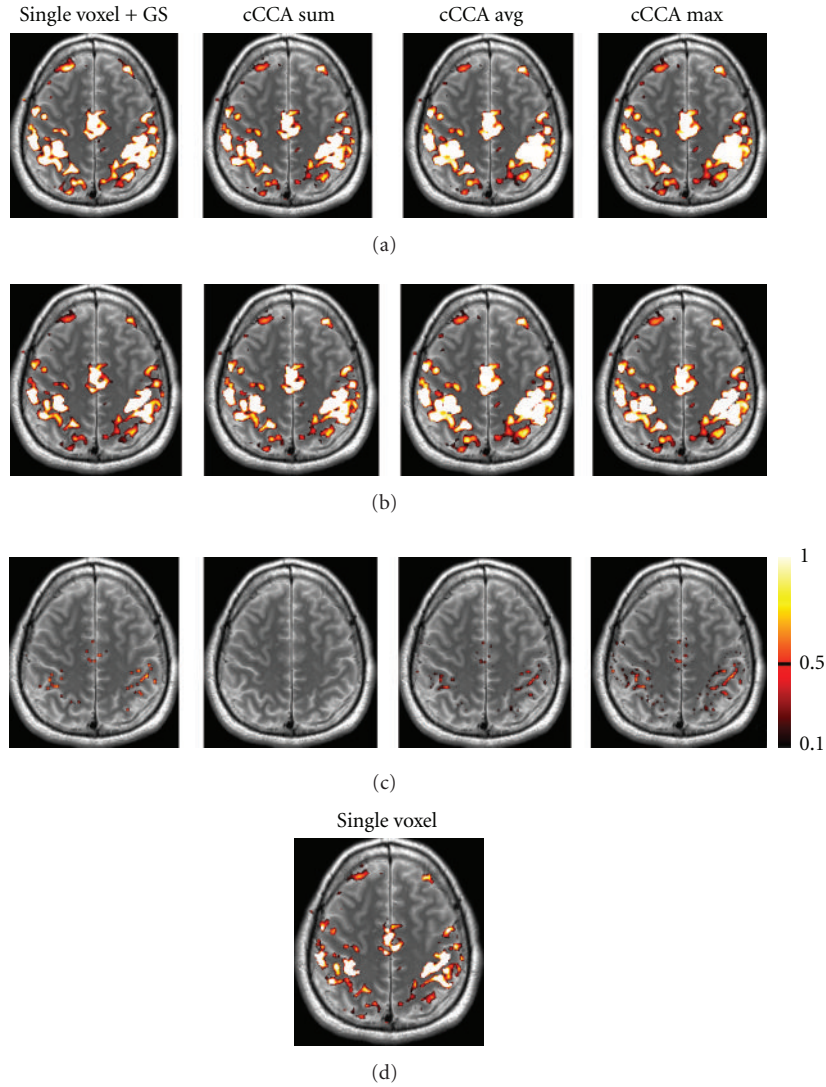 Single voxel + GS
cCCA sum
cCCA avg
cCCA max
(a)
(b)
1
0.5
0.1
(c)
Single voxel
(d)